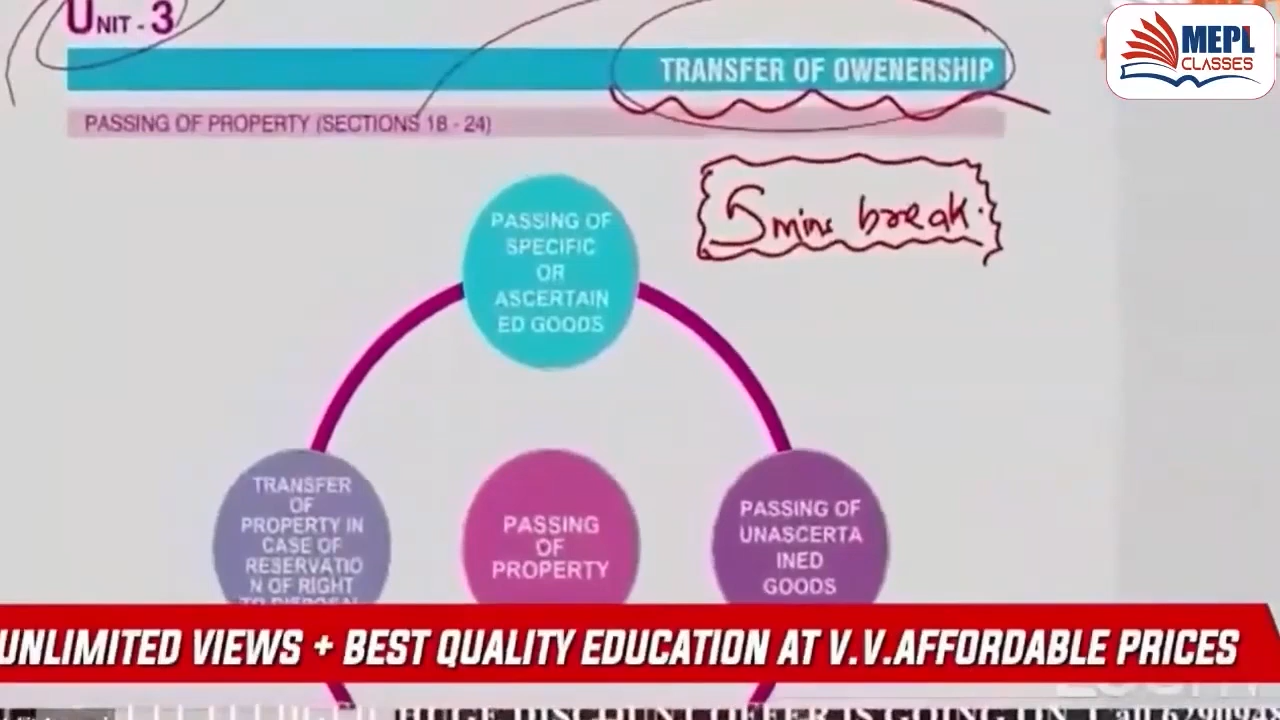 UNIT - 3
MEPL
CLASSES
TRANSFER OF OWENERSHIP
PASSING OF PROPERTY (SECTIONS 18 - 24)
5 mins break.
PASSING OF
SPECIFIC
OR
ASCERTAIN
ED GOODS
TRANSFER
OF
PROPERTY IN
CASE OF
RESERVATIO
N OF RIGHT
TO DISPOSAL
PASSING
OF
PROPERTY
PASSING OF
UNASCERTA
INED
GOODS
UNLIMITED VIEWS + BEST QUALITY EDUCATION AT V.V.AFFORDABLE PRICES